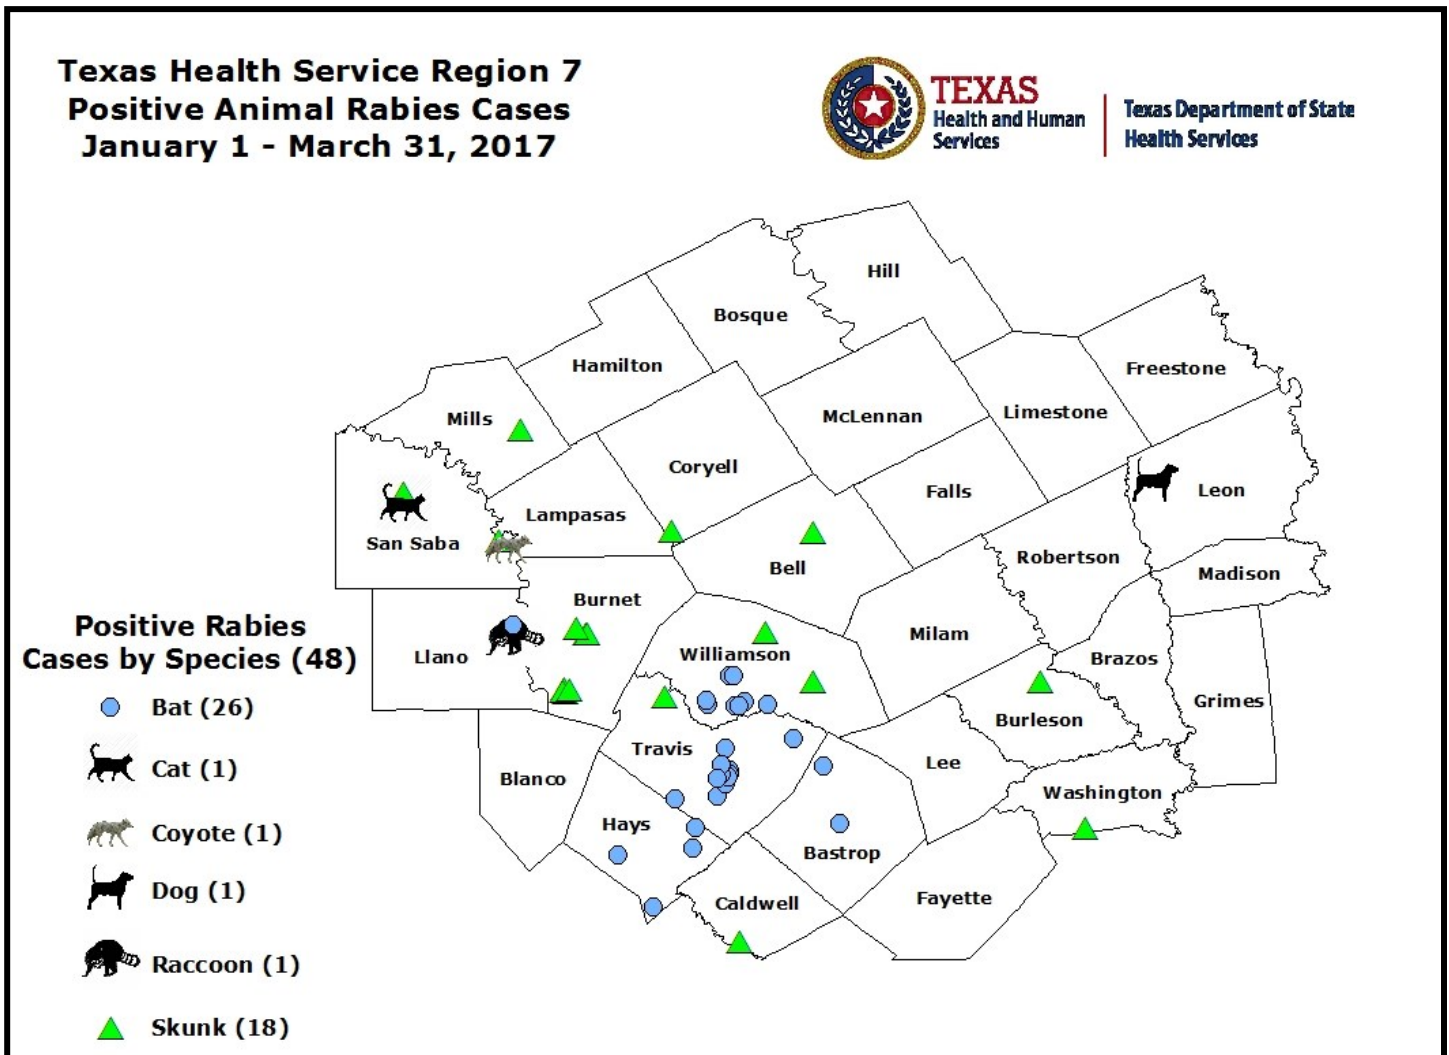 Texas Health Service Region 7
Positive Animal Rabies Cases
January 1 - March 31, 2017
TEXAS
Health and Human
Services
Texas Department of State
Health Services
Hill
Bosque
Hamilton
Freestone
Mills
McLennan
Limestone
Coryell
Falls
Leon
Lampasas
San Saba
Robertson
Bell
Madison
Burnet
Milam
Williamson
Llano
Brazos
Grimes
Burleson
Travis
Lee
Blanco
Washington
Hays
Bastrop
Caldwell
Fayette
Positive Rabies
Cases by Species (48)
Bat (26)
Cat (1)
Coyote (1)
Dog (1)
Raccoon (1)
Skunk (18)